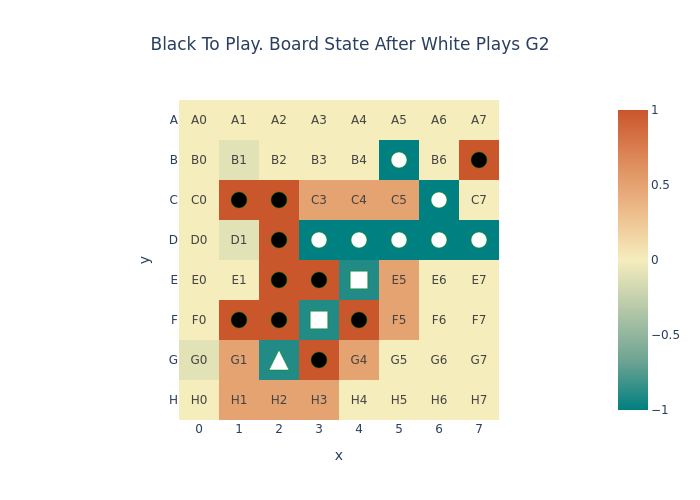 Black To Play. Board State After White Plays G2
A A0 A1 A2 A3 A4 A5 A6 A7
B B0 B1 B2 B3 B4 B6
C C0 C3 C4 C5 C7
D D0 D1
E E0 E1 E5 E6 E7
F F0 F5 F6 F7
G G0 G1 G4 G5 G6 G7
H H0 H1 H2 H3 H4 H5 H6 H7
0 1 2 3 4 5 6 7
x
y
1
0.5
0
−0.5
−1